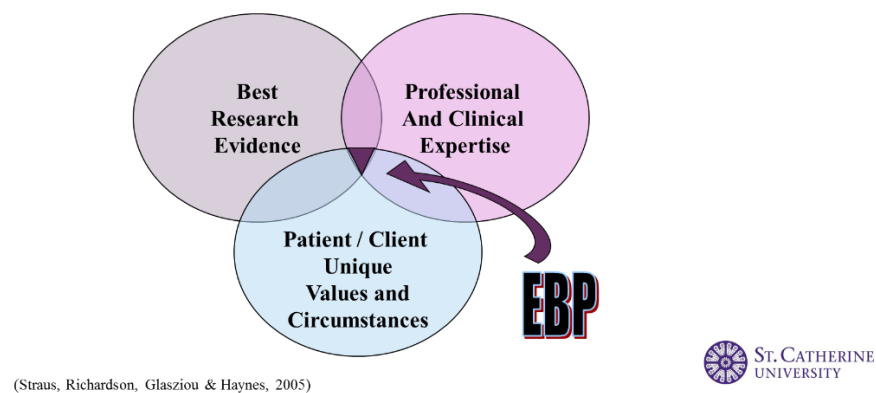 Best
Research
Evidence
Professional
And Clinical
Expertise
Patient / Client
Unique
Values and
Circumstances
EBP
(Straus, Richardson, Glasziou & Haynes, 2005)
ST. CATHERINE
UNIVERSITY